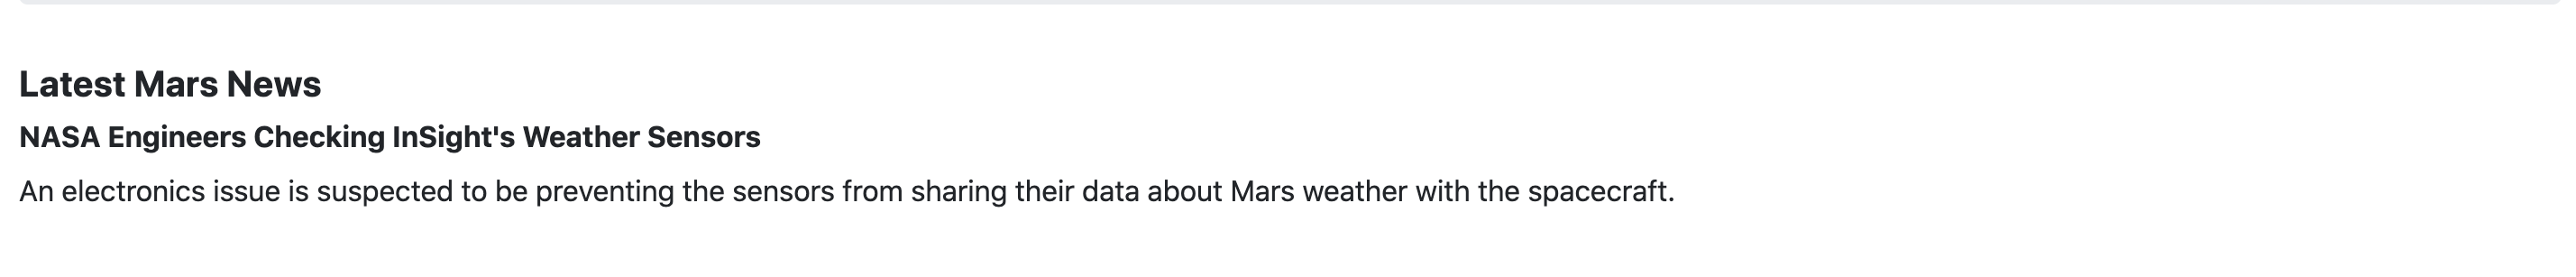 Latest Mars News
NASA Engineers Checking InSight's Weather Sensors
An electronics issue is suspected to be preventing the sensors from sharing their data about Mars weather with the spacecraft.